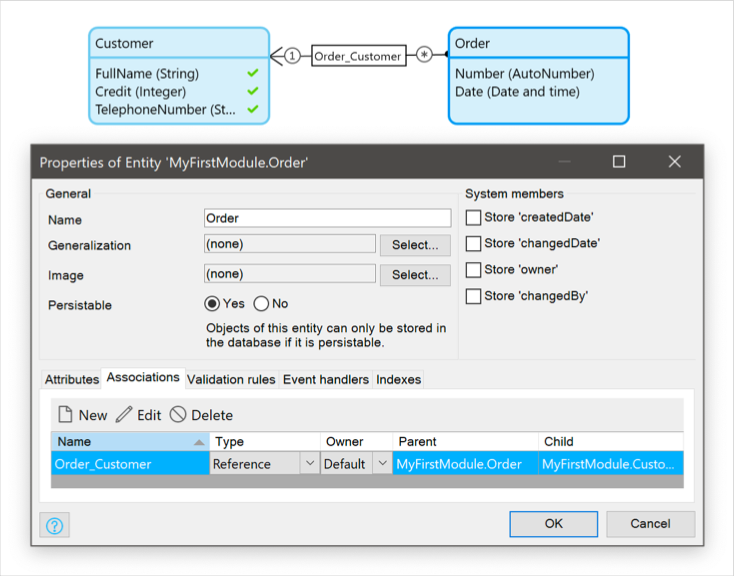 Customer
FullName (String)
Credit (Integer)
TelephoneNumber (St...
1
Order_Customer
*
Order
Number (AutoNumber)
Date (Date and time)
Properties of Entity 'MyFirstModule.Order'
General
Name
Order
Generalization
(none)
Select...
Image
(none)
Select...
Persistable
Yes
No
Objects of this entity can only be stored in
the database if it is persistable.
System members
Store 'createdDate'
Store 'changedDate'
Store 'owner'
Store 'changedBy'
Attributes Associations Validation rules Event handlers Indexes
New Edit Delete
Name Type Owner Parent Child
Order_Customer Reference Default MyFirstModule.Order MyFirstModule.Custo...
?
OK
Cancel